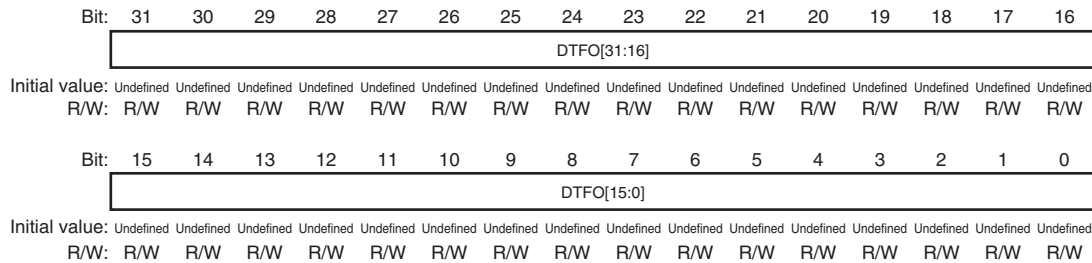 Bit: 31 30 29 28 27 26 25 24 23 22 21 20 19 18 17 16
DTFO[31:16]
Initial value: Undefined Undefined Undefined Undefined Undefined Undefined Undefined Undefined Undefined Undefined Undefined Undefined Undefined Undefined Undefined Undefined
R/W: R/W R/W R/W R/W R/W R/W R/W R/W R/W R/W R/W R/W R/W R/W R/W R/W
Bit: 15 14 13 12 11 10 9 8 7 6 5 4 3 2 1 0
DTFO[15:0]
Initial value: Undefined Undefined Undefined Undefined Undefined Undefined Undefined Undefined Undefined Undefined Undefined Undefined Undefined Undefined Undefined Undefined
R/W: R/W R/W R/W R/W R/W R/W R/W R/W R/W R/W R/W R/W R/W R/W R/W R/W